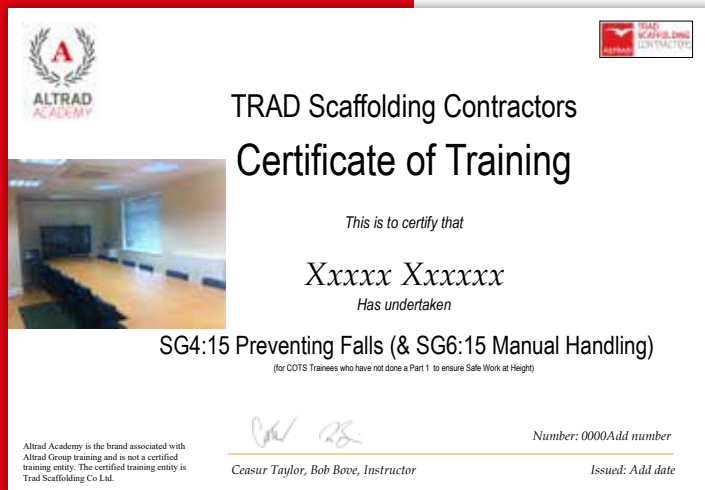 A
ALTRAD
ACADEMY
TRAD
SCAFFOLDING
CONTRACTORS
ALTRAD
TRAD Scaffolding Contractors
Certificate of Training
This is to certify that
Xxxxx Xxxxxx
Has undertaken
SG4:15 Preventing Falls (& SG6:15 Manual Handling)
(for COTS Trainees who have not done a Part 1 to ensure Safe Work at Height)
Altrad Academy is the brand associated with
Altrad Group training and is not a certified
training entity. The certified training entity is
Trad Scaffolding Co Ltd.
Number: 0000Add number
Ceasur Taylor, Bob Bove, Instructor
Issued: Add date